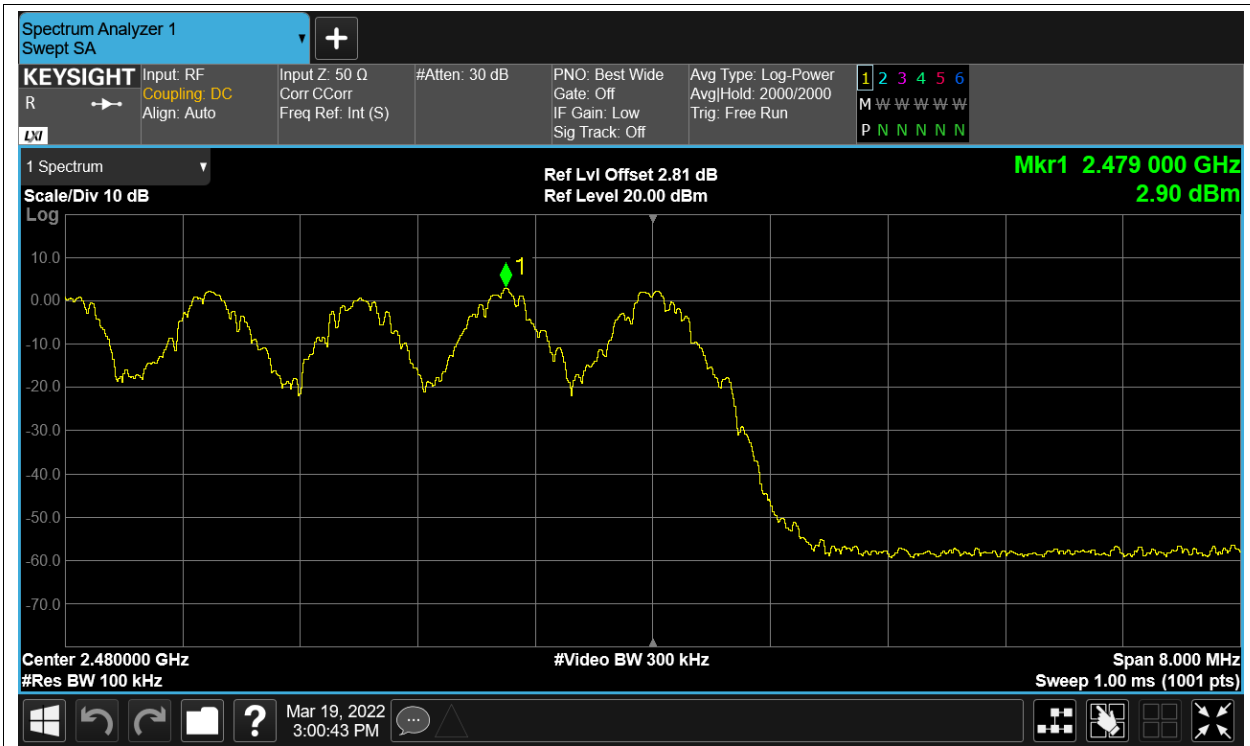 Spectrum Analyzer 1
Swept SA
KEYSIGHT
R
LXI
Input: RF
Coupling: DC
Align: Auto
Input Z: 50 Ω
Corr CCorr
Freq Ref: Int (S)
#Atten: 30 dB
PNO: Best Wide
Gate: Off
IF Gain: Low
Sig Track: Off
Avg Type: Log-Power
Avg|Hold: 2000/2000
Trig: Free Run
1 2 3 4 5 6
M W W W W W
P N N N N N
1 Spectrum
Scale/Div 10 dB
Log
Ref Lvl Offset 2.81 dB
Ref Level 20.00 dBm
Mkr1 2.479 000 GHz
2.90 dBm
10.0
0.00
-10.0
-20.0
-30.0
-40.0
-50.0
-60.0
-70.0
1
Center 2.480000 GHz
#Res BW 100 kHz
#Video BW 300 kHz
Span 8.000 MHz
Sweep 1.00 ms (1001 pts)
?
Mar 19, 2022
3:00:43 PM